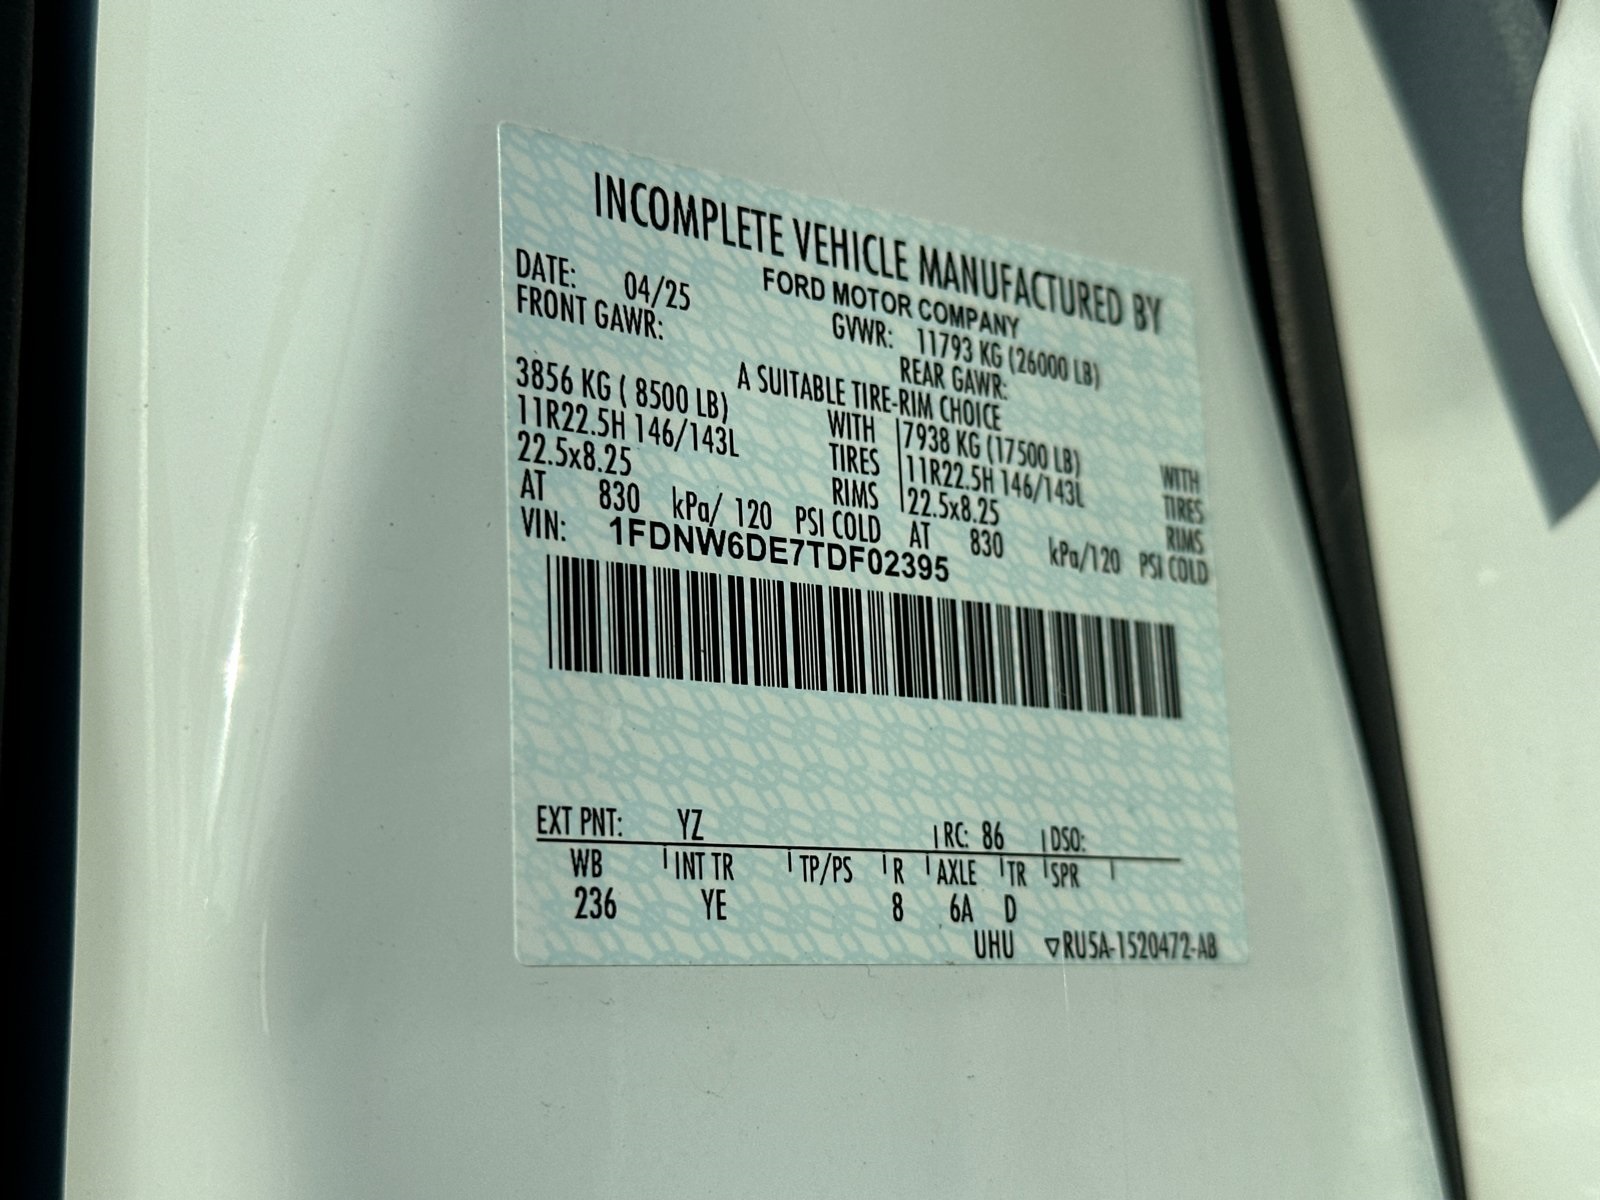 INCOMPLETE VEHICLE MANUFACTURED BY
FORD MOTOR COMPANY
DATE: 04/25 GVWR: 11793 KG (26000 LB)
FRONT GAWR: REAR GAWR:
A SUITABLE TIRE-RIM CHOICE
3856 KG ( 8500 LB) WITH 7938 KG (17500 LB) WITH
11R22.5H 146/143L TIRES 11R22.5H 146/143L TIRES
22.5x8.25 RIMS 22.5x8.25 RIMS
AT 830 kPa/ 120 PSI COLD AT 830 kPa/120 PSI COLD
VIN: 1FDNW6DE7TDF02395
EXT PNT: YZ RC: 86 DSO:
WB INT TR TP/PS R AXLE TR SPR
236 YE 8 6A D
UHU ▽RU5A-1520472-AB